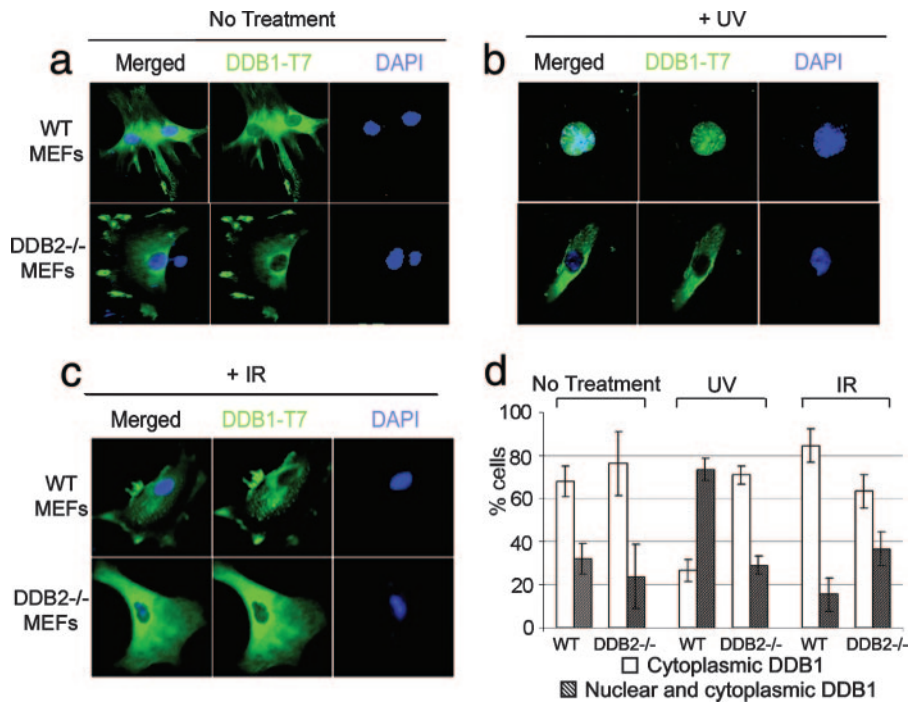 No Treatment
a
Merged DDB1-T7 DAPI
WT
MEFs
DDB2-/-
MEFs
+ UV
b
Merged DDB1-T7 DAPI
c
+ IR
Merged DDB1-T7 DAPI
WT
MEFs
DDB2-/-
MEFs
d
No Treatment UV IR
% cells
100
80
60
40
20
0
WT DDB2-/- WT DDB2-/- WT DDB2-/-
Cytoplasmic DDB1
Nuclear and cytoplasmic DDB1